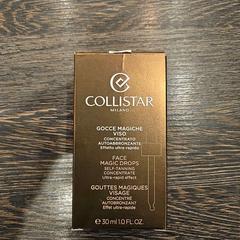 COLLISTAR
MILANO
GOCCE MAGICHE
VISO
CONCENTRATO
AUTOABBRONZANTE
Effetto ultra-rapido
FACE
MAGIC DROPS
SELF-TANNING
CONCENTRATE
Ultra-rapid effect
GOUTTES MAGIQUES
VISAGE
CONCENTRÉ
AUTOBRONZANT
Effet ultra-rapide
e 30 ml 1.0 FL.OZ.